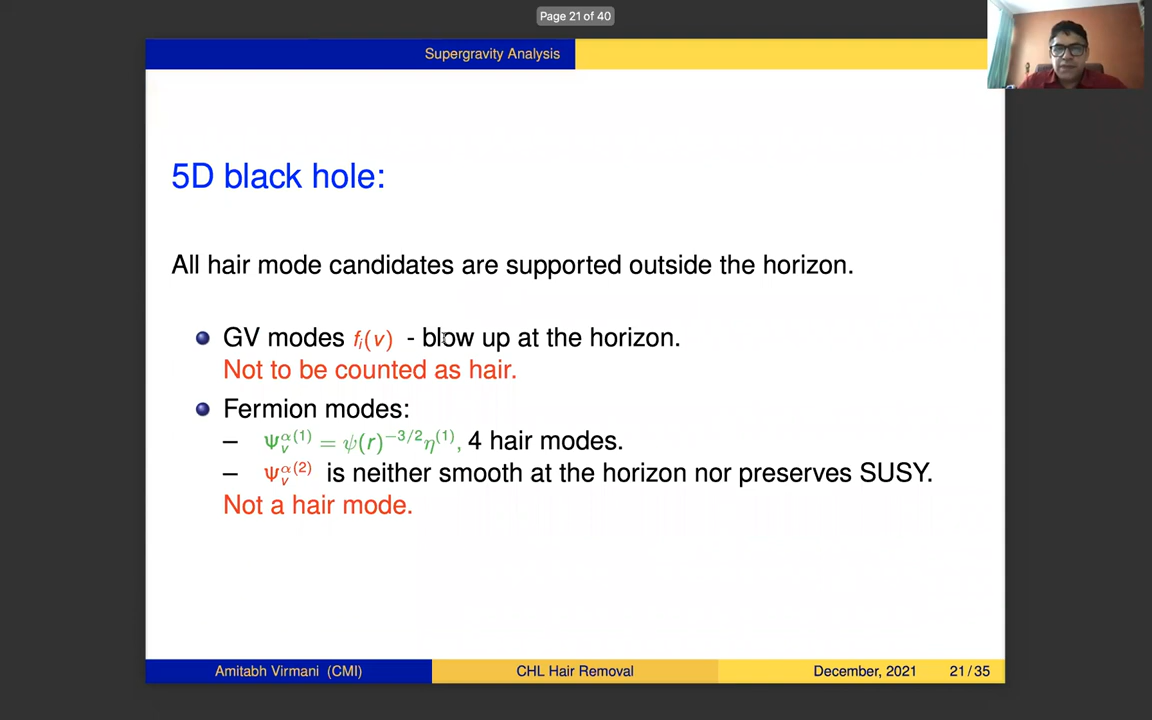 Page 21 of 40
Supergravity Analysis
5D black hole:
All hair mode candidates are supported outside the horizon.
GV modes fᵢ(v) - blow up at the horizon.
Not to be counted as hair.
Fermion modes:
– Ψᵥ^α(1) = ψ(r)^−3/2 η^(1), 4 hair modes.
– Ψᵥ^α(2) is neither smooth at the horizon nor preserves SUSY.
Not a hair mode.
Amitabh Virmani (CMI) CHL Hair Removal December, 2021 21/35